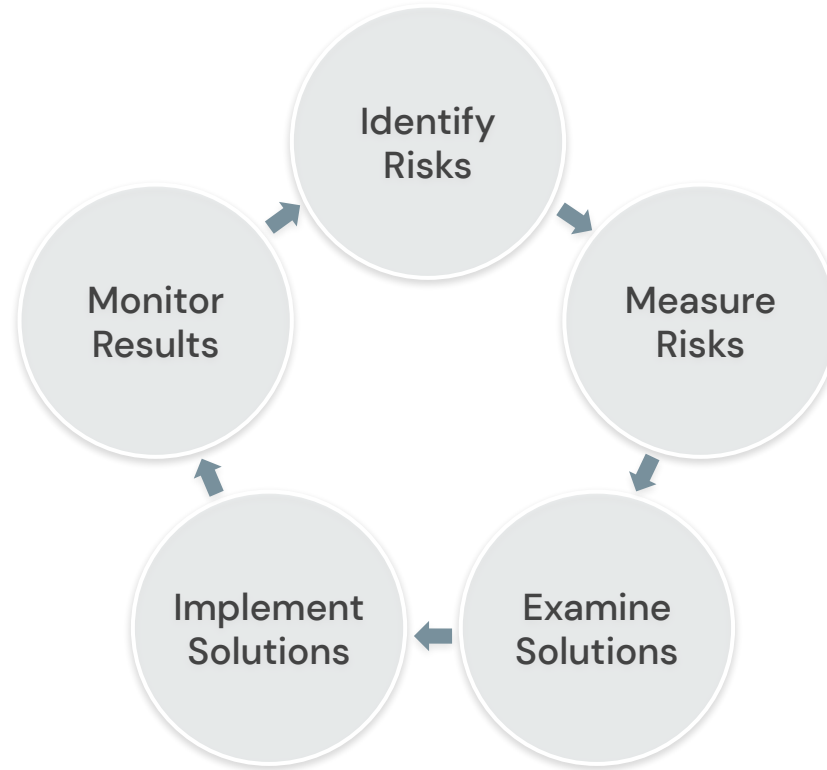 Identify
Risks
Measure
Risks
Examine
Solutions
Implement
Solutions
Monitor
Results